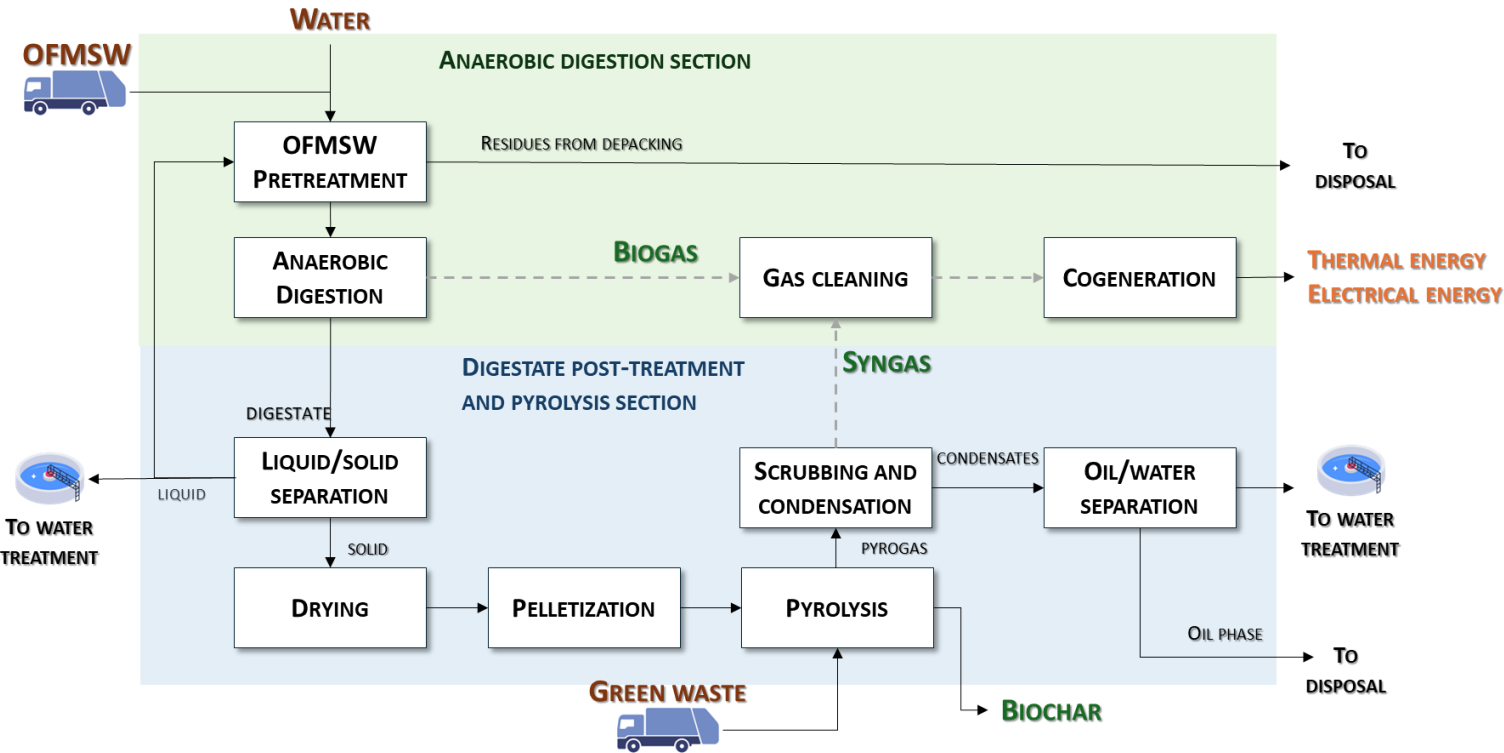 WATER
OFMSW
ANAEROBIC DIGESTION SECTION
OFMSW
PRETREATMENT
RESIDUES FROM DEPACKING
TO
DISPOSAL
ANAEROBIC
DIGESTION
BIOGAS
GAS CLEANING
COGENERATION
THERMAL ENERGY
ELECTRICAL ENERGY
DIGESTATE POST-TREATMENT
AND PYROLYSIS SECTION
SYNGAS
DIGESTATE
LIQUID/SOLID
SEPARATION
LIQUID
TO WATER
TREATMENT
SCRUBBING AND
CONDENSATION
CONDENSATES
OIL/WATER
SEPARATION
TO WATER
TREATMENT
SOLID
PYROGAS
DRYING
PELLETIZATION
PYROLYSIS
OIL PHASE
TO
DISPOSAL
GREEN WASTE
BIOCHAR